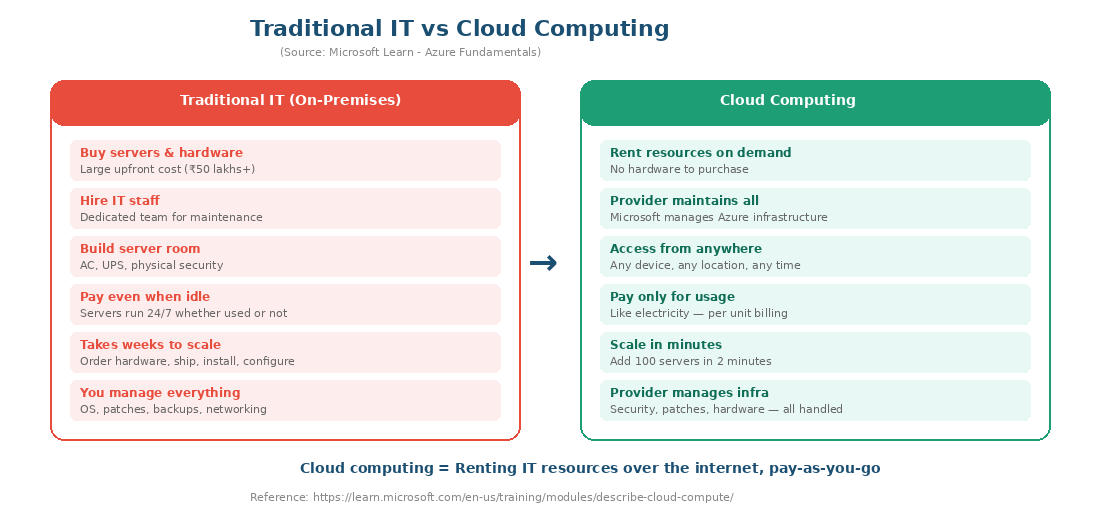 Traditional IT vs Cloud Computing
(Source: Microsoft Learn - Azure Fundamentals)
Traditional IT (On-Premises)
Buy servers & hardware
Large upfront cost (₹50 lakhs+)
Hire IT staff
Dedicated team for maintenance
Build server room
AC, UPS, physical security
Pay even when idle
Servers run 24/7 whether used or not
Takes weeks to scale
Order hardware, ship, install, configure
You manage everything
OS, patches, backups, networking
→
Cloud Computing
Rent resources on demand
No hardware to purchase
Provider maintains all
Microsoft manages Azure infrastructure
Access from anywhere
Any device, any location, any time
Pay only for usage
Like electricity — per unit billing
Scale in minutes
Add 100 servers in 2 minutes
Provider manages infra
Security, patches, hardware — all handled
Cloud computing = Renting IT resources over the internet, pay-as-you-go
Reference: https://learn.microsoft.com/en-us/training/modules/describe-cloud-compute/